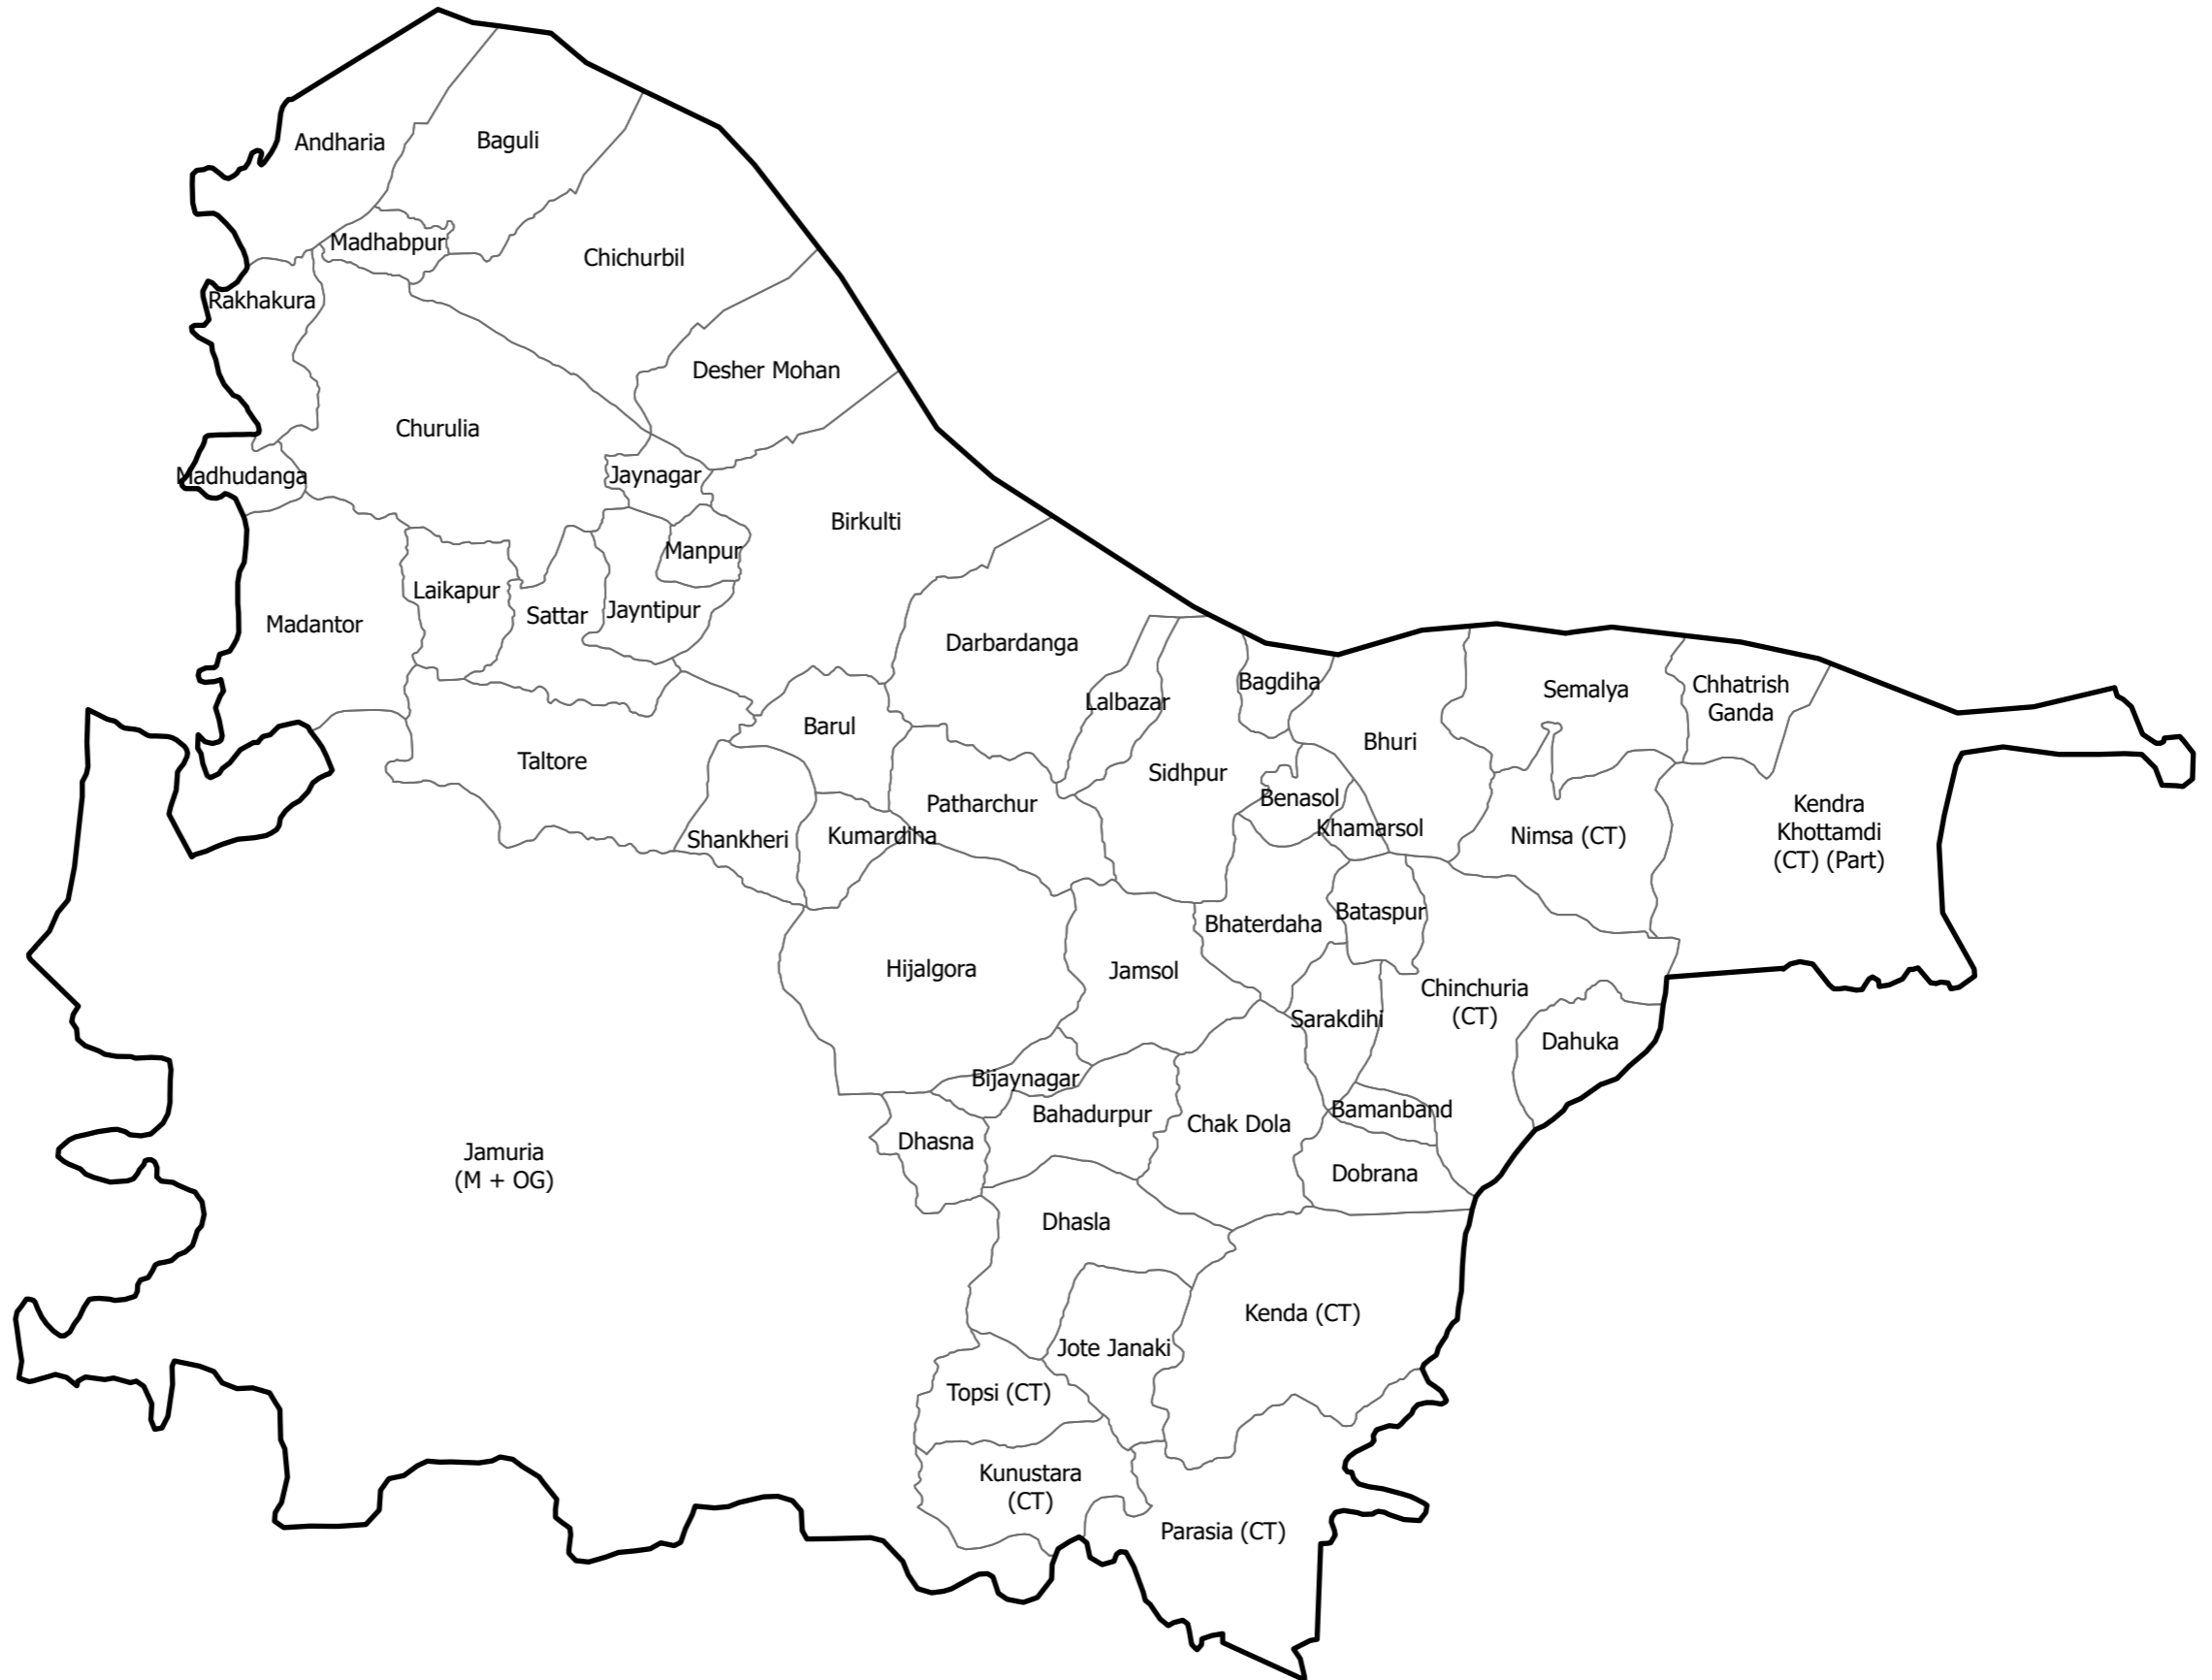 Andharia
Baguli
Madhabpur
Chichurbil
Rakhakura
Desher Mohan
Churulia
Madhudanga
Jaynagar
Birkulti
Manpur
Laikapur
Sattar
Jayntipur
Madantor
Darbardanga
Bagdiha
Semalya
Chhatrish
Ganda
Lalbazar
Barul
Bhuri
Taltore
Sidhpur
Benasol
Patharchur
Kendra
Khottamdi
(CT) (Part)
Khamarsol
Shankheri
Kumardiha
Nimsa (CT)
Bataspur
Bhaterdaha
Hijalgora
Jamsol
Chinchuria
(CT)
Sarakdihi
Dahuka
Bijaynagar
Bamanband
Bahadurpur
Chak Dola
Dhasna
Jamuria
(M + OG)
Dobrana
Dhasla
Kenda (CT)
Jote Janaki
Topsi (CT)
Kunustara
(CT)
Parasia (CT)